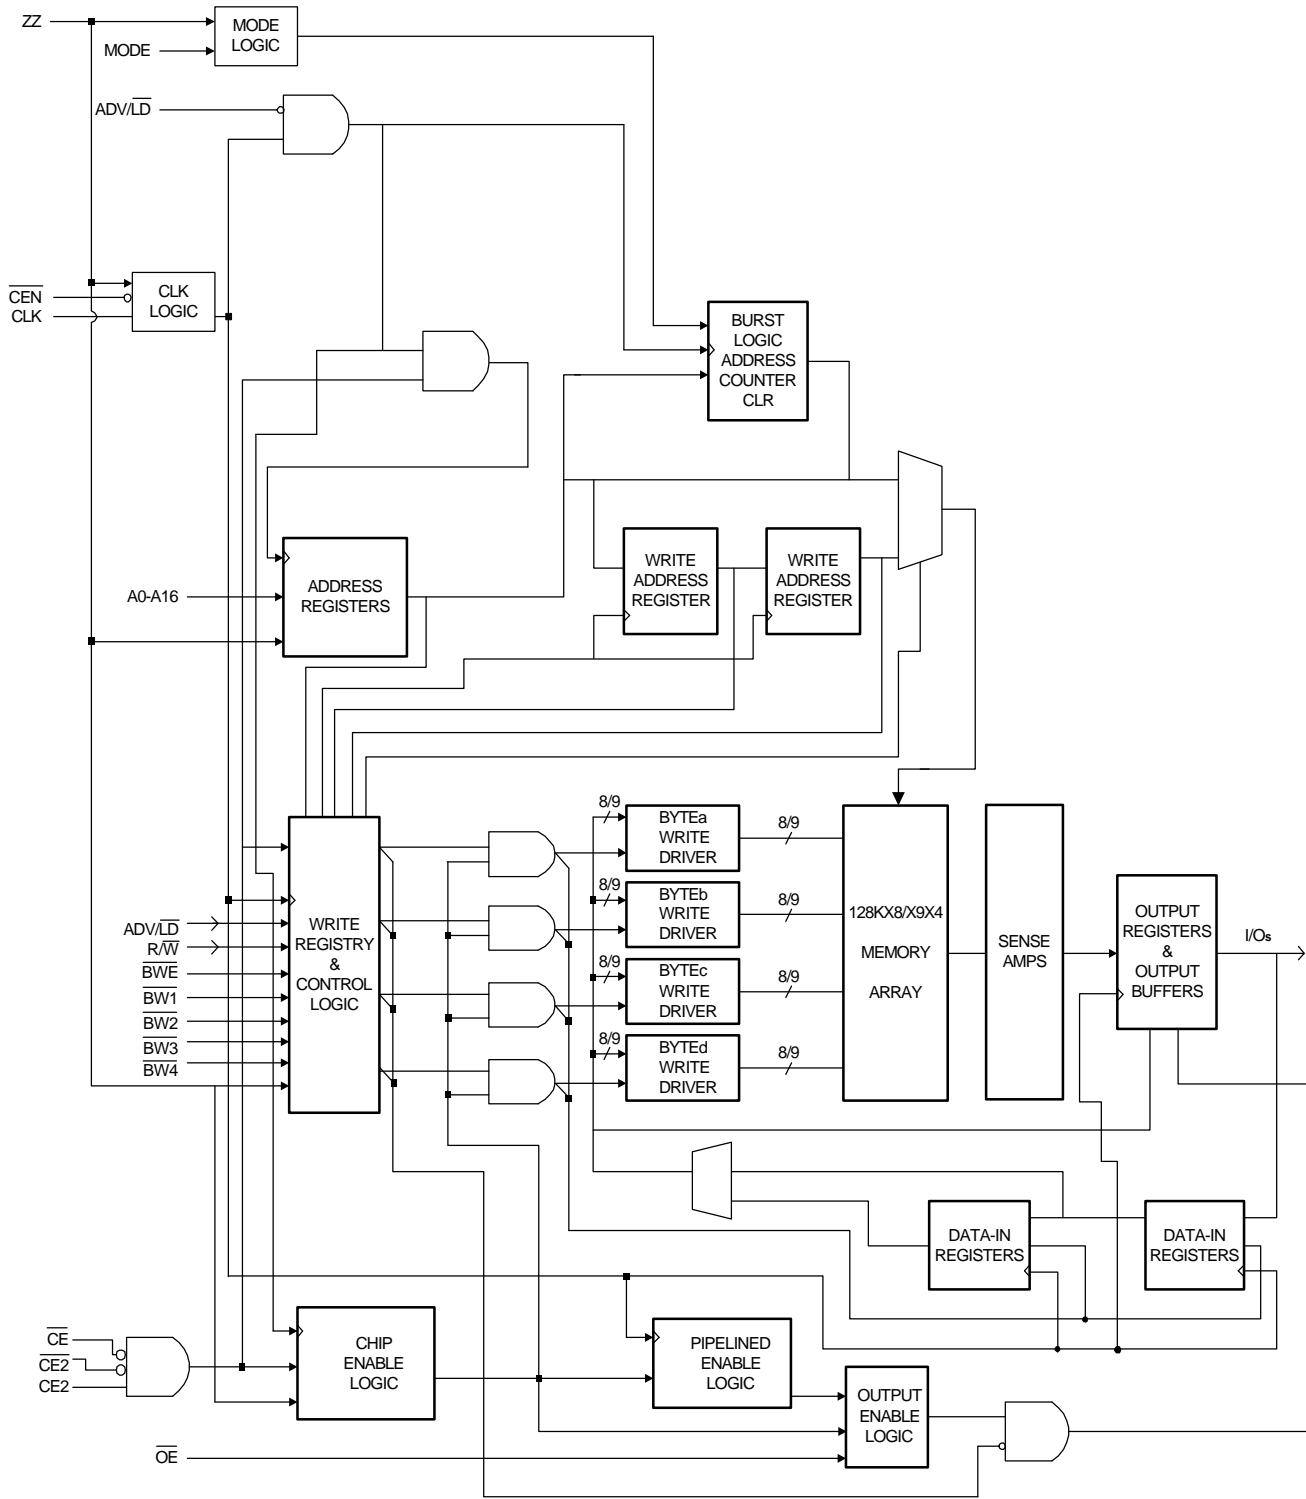 ZZ
MODE
LOGIC
MODE
ADV/LD
CEN
CLK
CLK
LOGIC
BURST
LOGIC
ADDRESS
COUNTER
CLR
WRITE
ADDRESS
REGISTER
WRITE
ADDRESS
REGISTER
A0-A16
ADDRESS
REGISTERS
8/9
BYTEa
WRITE
DRIVER
8/9
8/9
BYTEb
WRITE
DRIVER
8/9
8/9
BYTEc
WRITE
DRIVER
8/9
8/9
BYTEd
WRITE
DRIVER
8/9
128KX8/X9X4
MEMORY
ARRAY
SENSE
AMPS
OUTPUT
REGISTERS
&
OUTPUT
BUFFERS
I/Os
ADV/LD
R/W
BWE
BW1
BW2
BW3
BW4
WRITE
REGISTRY
&
CONTROL
LOGIC
DATA-IN
REGISTERS
DATA-IN
REGISTERS
CE
CE2
CE2
CHIP
ENABLE
LOGIC
PIPELINED
ENABLE
LOGIC
OUTPUT
ENABLE
LOGIC
OE